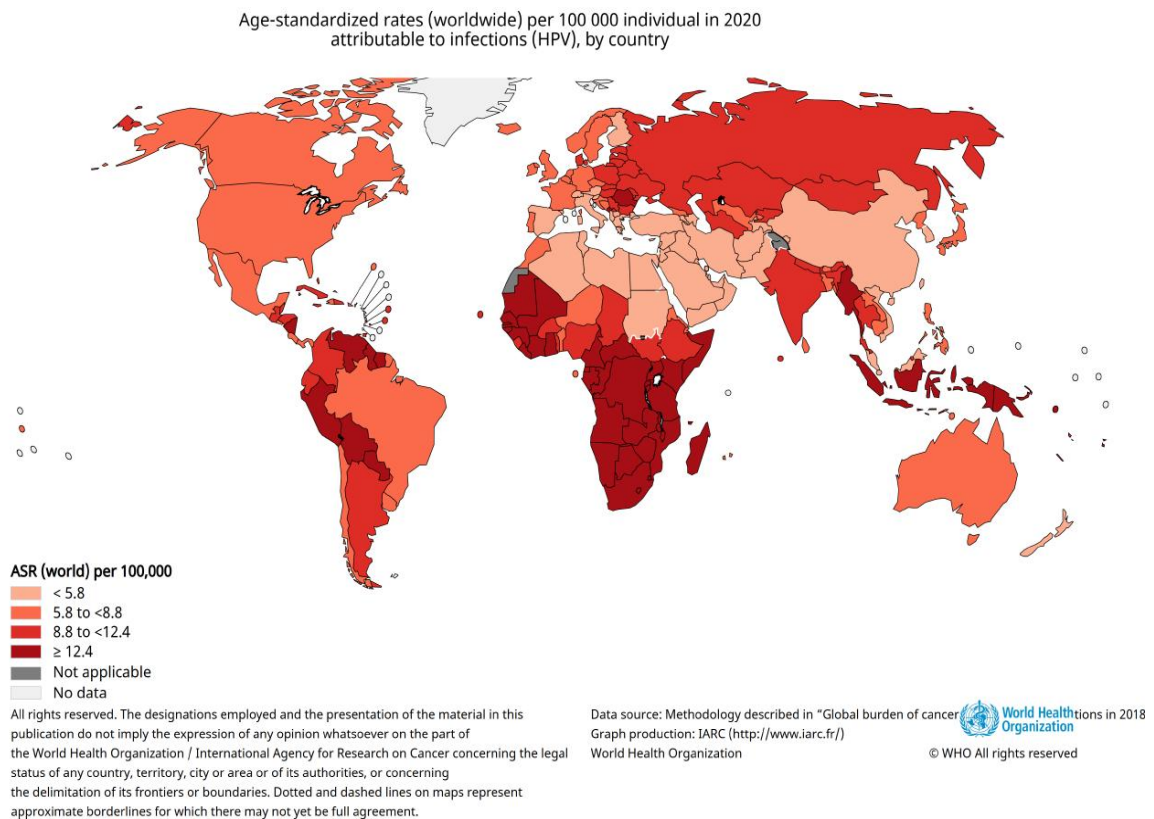 Age-standardized rates (worldwide) per 100 000 individual in 2020
attributable to infections (HPV), by country
ASR (world) per 100,000
< 5.8
5.8 to <8.8
8.8 to <12.4
≥ 12.4
Not applicable
No data
All rights reserved. The designations employed and the presentation of the material in this
publication do not imply the expression of any opinion whatsoever on the part of
the World Health Organization / International Agency for Research on Cancer concerning the legal
status of any country, territory, city or area or of its authorities, or concerning
the delimitation of its frontiers or boundaries. Dotted and dashed lines on maps represent
approximate borderlines for which there may not yet be full agreement.
Data source: Methodology described in "Global burden of cancer tions in 2018
Graph production: IARC (http://www.iarc.fr/)
World Health Organization
World Health
Organization
© WHO All rights reserved